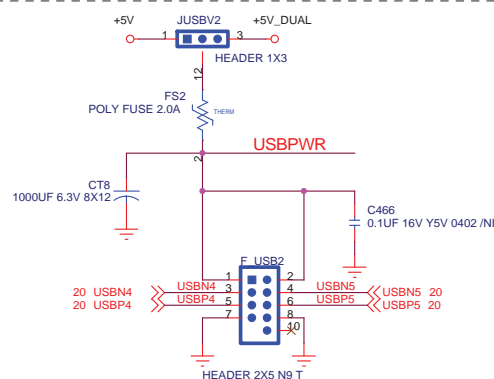 +5V JUSBV2 +5V_DUAL
1 3
HEADER 1X3
12
FS2
POLY FUSE 2.0A THERM
2 USBPWR
CT8
1000UF 6.3V 8X12
C466
0.1UF 16V Y5V 0402 /NI
F_USB2
1 2
20 USBN4 USBN4 3 4 USBN5 USBN5 20
20 USBP4 USBP4 5 6 USBP5 USBP5 20
7 8
10
HEADER 2X5 N9 T